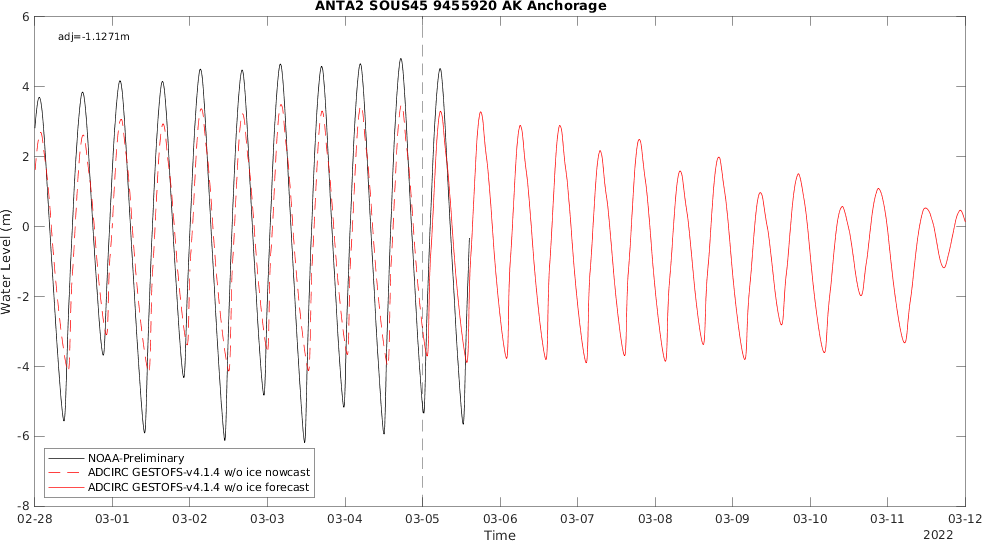 ANTA2 SOUS45 9455920 AK Anchorage
adj=-1.1271m
6
4
2
0
-2
-4
-6
-8
Water Level (m)
NOAA-Preliminary
ADCIRC GESTOFS-v4.1.4 w/o ice nowcast
ADCIRC GESTOFS-v4.1.4 w/o ice forecast
02-28 03-01 03-02 03-03 03-04 03-05 03-06 03-07 03-08 03-09 03-10 03-11 03-12
Time
2022